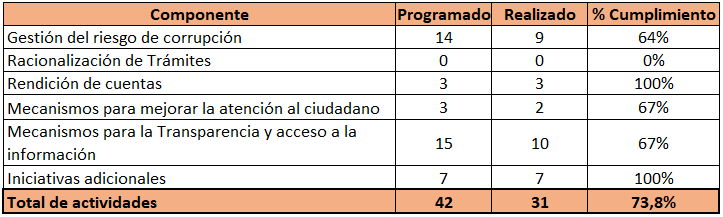 Componente Programado Realizado % Cumplimiento
Gestión del riesgo de corrupción 14 9 64%
Racionalización de Trámites 0 0 0%
Rendición de cuentas 3 3 100%
Mecanismos para mejorar la atención al ciudadano 3 2 67%
Mecanismos para la Transparencia y acceso a la
información 15 10 67%
Iniciativas adicionales 7 7 100%
Total de actividades 42 31 73,8%